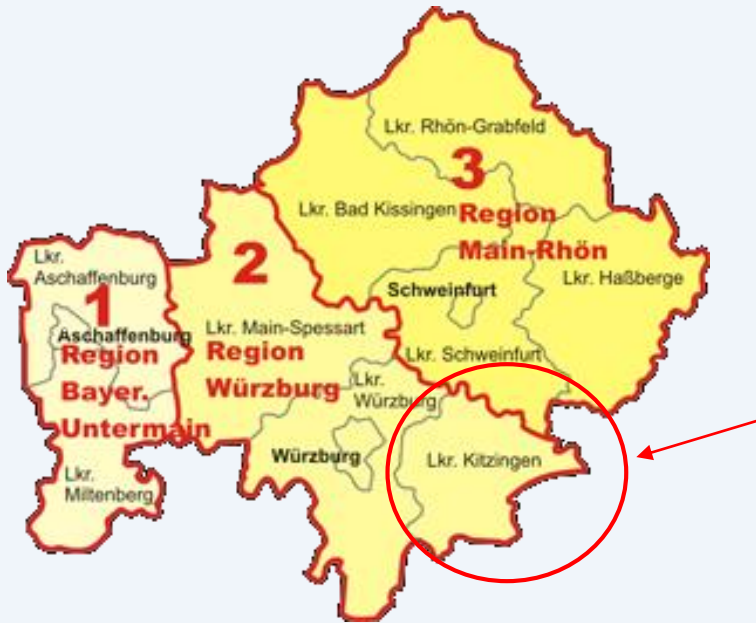 Lkr. Rhön-Grabfeld
3
Lkr. Bad Kissingen
Region
Main-Rhön
Lkr. Haßberge
Schweinfurt
Lkr. Schweinfurt
2
Lkr. Main-Spessart
Region
Würzburg
Lkr.
Würzburg
Würzburg
Lkr. Kitzingen
Lkr.
Aschaffenburg
1
Aschaffenburg
Region
Bayer.
Untermain
Lkr.
Miltenberg